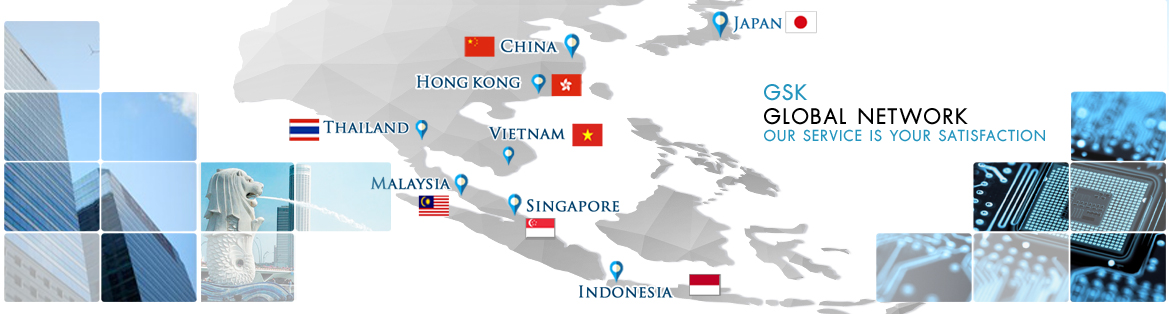 JAPAN
CHINA
HONG KONG
GSK
GLOBAL NETWORK
OUR SERVICE IS YOUR SATISFACTION
THAILAND
VIETNAM
MALAYSIA
SINGAPORE
INDONESIA